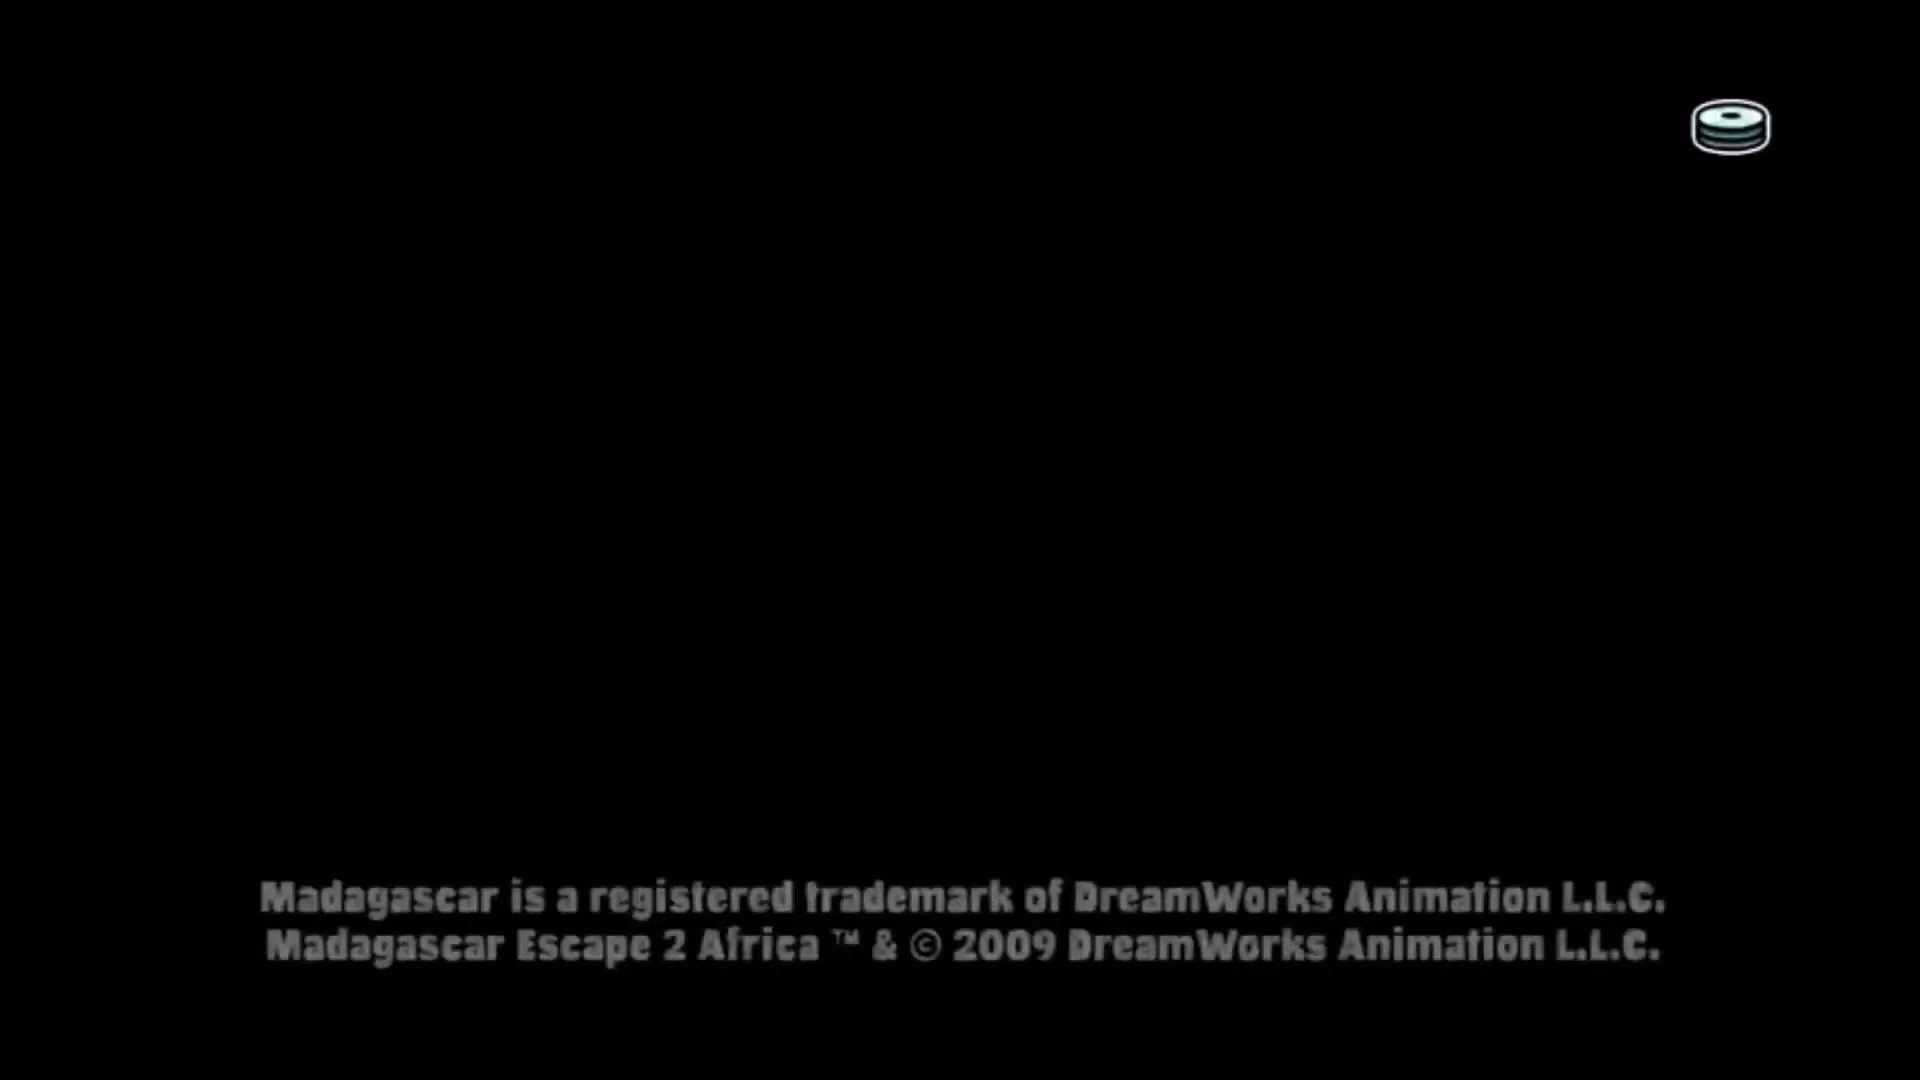 Madagascar is a registered trademark of DreamWorks Animation L.L.C.
Madagascar Escape 2 Africa ™ & © 2009 DreamWorks Animation L.L.C.